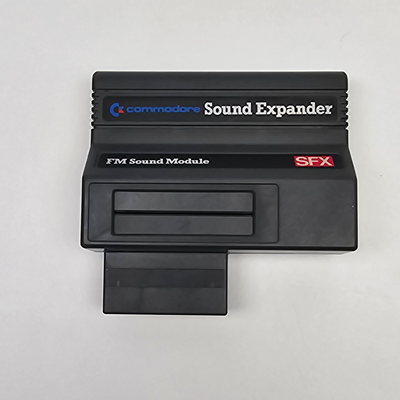 commodore Sound Expander
FM Sound Module SFX